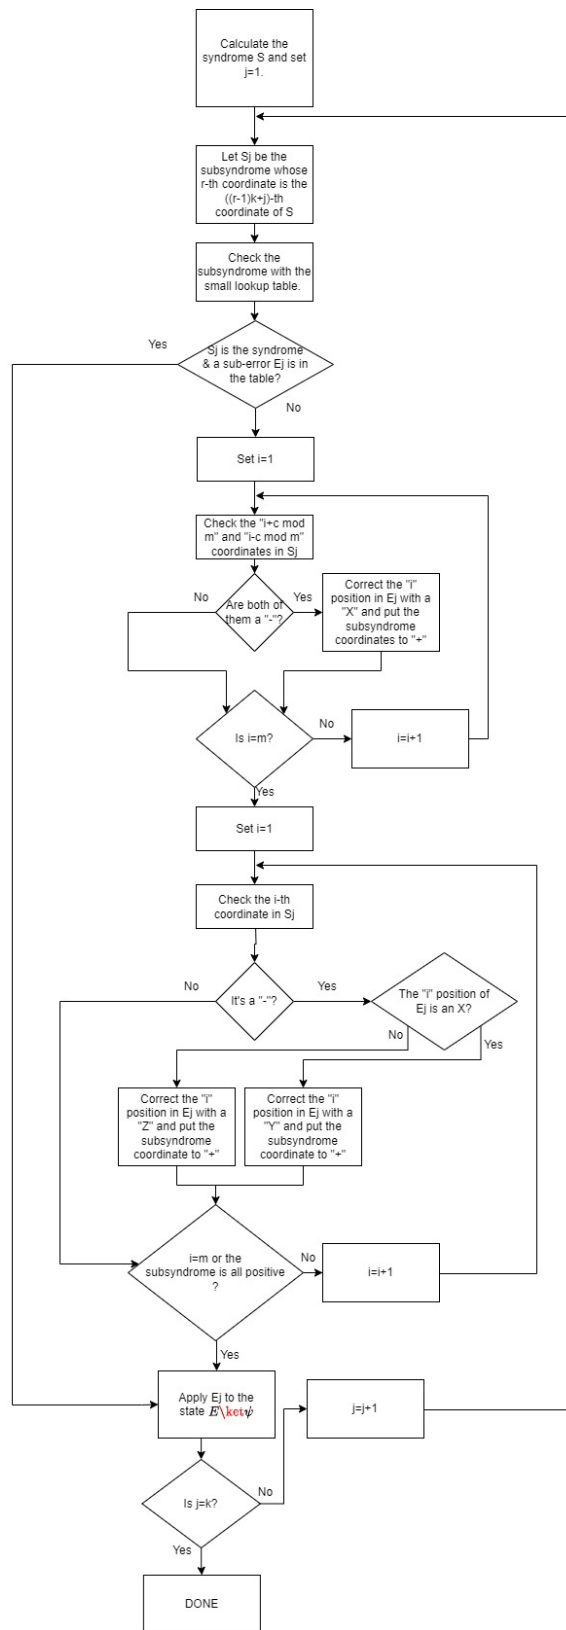 Calculate the
syndrome S and set
j=1.
Let Sj be the
subsyndrome whose
r-th coordinate is the
((r-1)k+j)-th
coordinate of S
Check the
subsyndrome with the
small lookup table.
Yes
Sj is the syndrome
& a sub-error Ej is in
the table?
No
Set i=1
Check the "i+c mod
m" and "i-c mod m"
coordinates in Sj
No
Are both of
them a "-"?
Yes
Correct the "i"
position in Ej with a
"X" and put the
subsyndrome
coordinates to "+"
Is i=m?
No
i=i+1
Yes
Set i=1
Check the i-th
coordinate in Sj
No
It's a "-"?
Yes
The "i" position of
Ej is an X?
No
Yes
Correct the "i"
position in Ej with a
"Z" and put the
subsyndrome
coordinate to "+"
Correct the "i"
position in Ej with a
"Y" and put the
subsyndrome
coordinate to "+"
i=m or the
subsyndrome is all positive
?
No
i=i+1
Yes
Apply Ej to the
state E\ketψ
j=j+1
Is j=k?
No
Yes
DONE